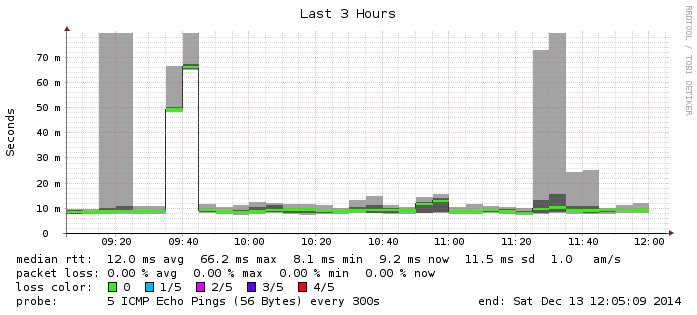 Last 3 Hours
RRDTOOL / TOBI OETIKER
Seconds
70 m
60 m
50 m
40 m
30 m
20 m
10 m
0
09:20 09:40 10:00 10:20 10:40 11:00 11:20 11:40 12:00
median rtt: 12.0 ms avg 66.2 ms max 8.1 ms min 9.2 ms now 11.5 ms sd 1.0 am/s
packet loss: 0.00 % avg 0.00 % max 0.00 % min 0.00 % now
loss color: 0 1/5 2/5 3/5 4/5
probe: 5 ICMP Echo Pings (56 Bytes) every 300s end: Sat Dec 13 12:05:09 2014